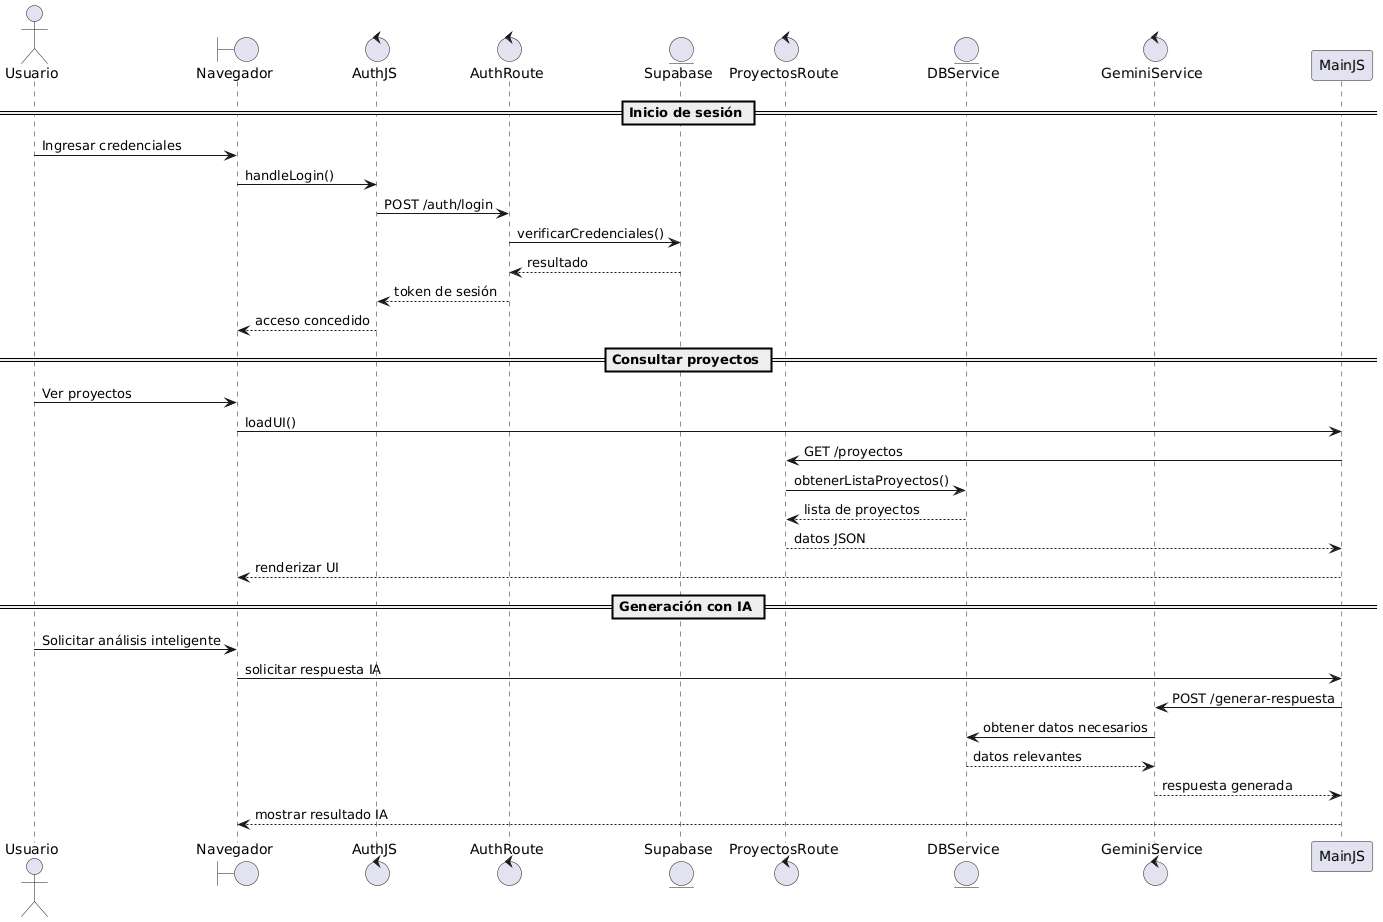 Usuario
Navegador
AuthJS
AuthRoute
Supabase
ProyectosRoute
DBService
GeminiService
MainJS
Inicio de sesión
Ingresar credenciales
handleLogin()
POST /auth/login
verificarCredenciales()
resultado
token de sesión
acceso concedido
Consultar proyectos
Ver proyectos
loadUI()
GET /proyectos
obtenerListaProyectos()
lista de proyectos
datos JSON
renderizar UI
Generación con IA
Solicitar análisis inteligente
solicitar respuesta IA
POST /generar-respuesta
obtener datos necesarios
datos relevantes
respuesta generada
mostrar resultado IA
Usuario
Navegador
AuthJS
AuthRoute
Supabase
ProyectosRoute
DBService
GeminiService
MainJS